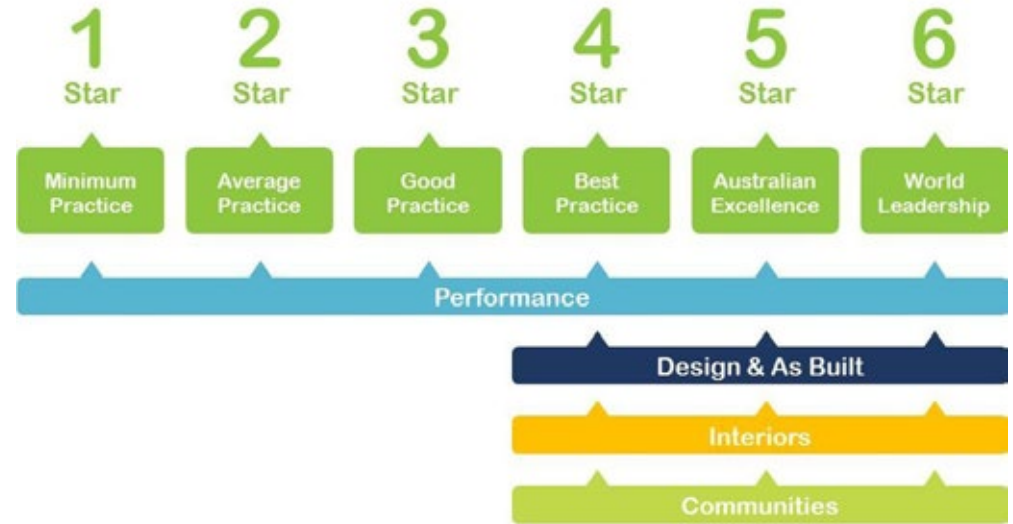 1 2 3 4 5 6
Star Star Star Star Star Star
Minimum Average Good Best Australian World
Practice Practice Practice Practice Excellence Leadership
Performance
Design & As Built
Interiors
Communities